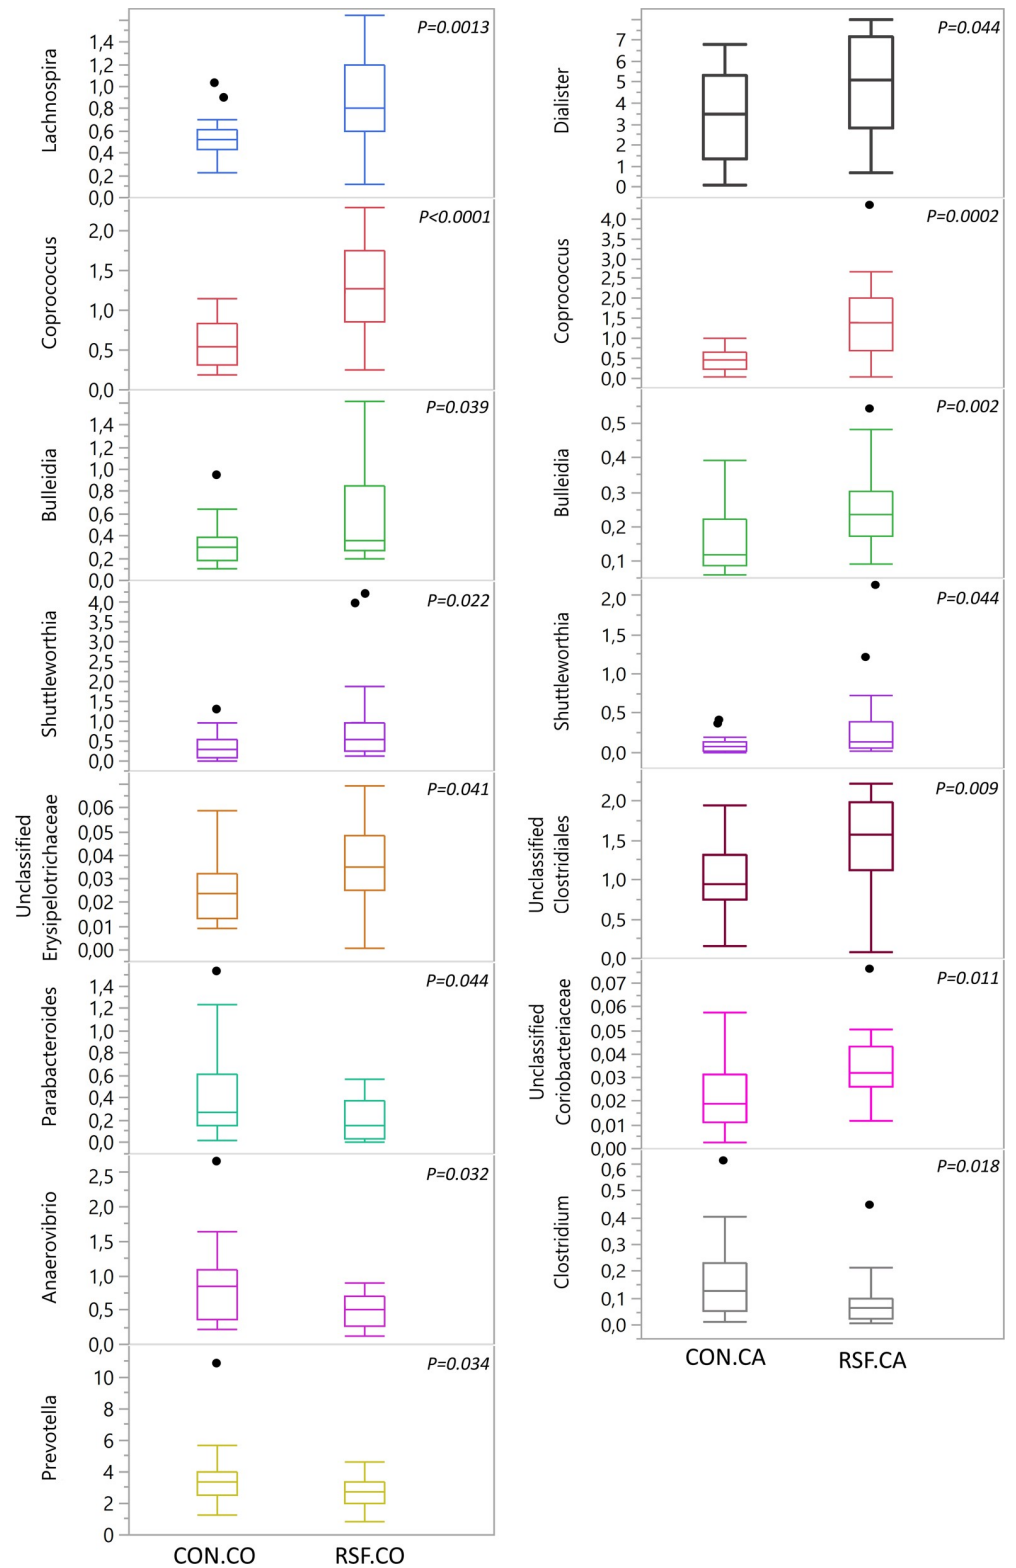 Lachnospira
1,4
1,2
1,0
0,8
0,6
0,4
0,2
0,0
P=0.0013
Coprococcus
2,0
1,5
1,0
0,5
0,0
P<0.0001
Bulleidia
1,4
1,2
1,0
0,8
0,6
0,4
0,2
0,0
P=0.039
Shuttleworthia
4,0
3,5
3,0
2,5
2,0
1,5
1,0
0,5
0,0
P=0.022
Unclassified
Erysipelotrichaceae
0,06
0,05
0,04
0,03
0,02
0,01
0,00
P=0.041
Parabacteroides
1,4
1,2
1,0
0,8
0,6
0,4
0,2
0,0
P=0.044
Anaerovibrio
2,5
2,0
1,5
1,0
0,5
0,0
P=0.032
Prevotella
10
8
6
4
2
0
P=0.034
CON.CO
RSF.CO
Dialister
7
6
5
4
3
2
1
0
P=0.044
Coprococcus
4,0
3,5
3,0
2,5
2,0
1,5
1,0
0,5
0,0
P=0.0002
Bulleidia
0,5
0,4
0,3
0,2
0,1
P=0.002
Shuttleworthia
2,0
1,5
1,0
0,5
0,0
P=0.044
Unclassified
Clostridiales
2,0
1,5
1,0
0,5
0,0
P=0.009
Unclassified
Coriobacteriaceae
0,07
0,06
0,05
0,04
0,03
0,02
0,01
0,00
P=0.011
Clostridium
0,6
0,5
0,4
0,3
0,2
0,1
0,0
P=0.018
CON.CA
RSF.CA